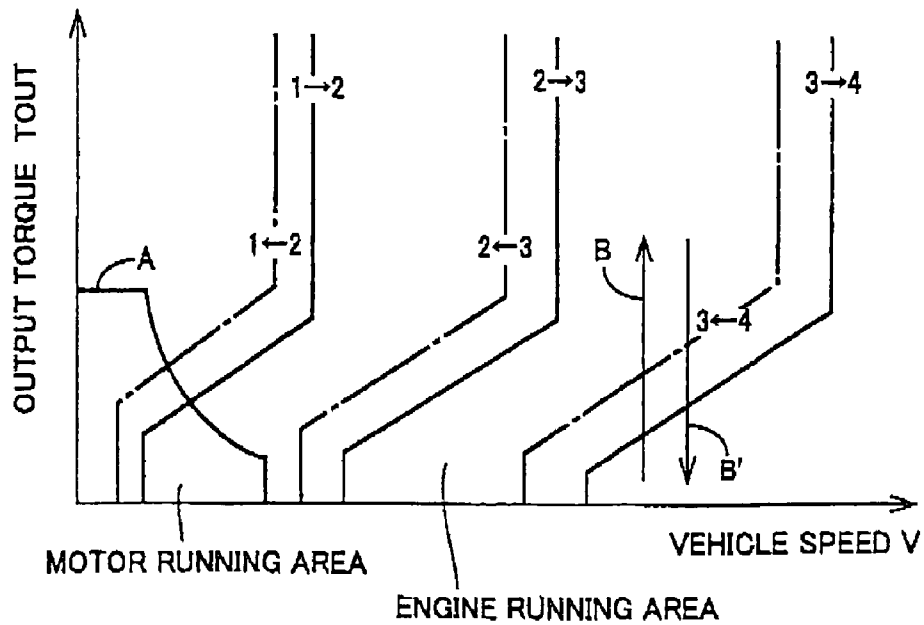 OUTPUT TORQUE TOUT
1→2
2→3
3→4
1←2
2←3
3←4
A
B
B'
VEHICLE SPEED V
MOTOR RUNNING AREA
ENGINE RUNNING AREA